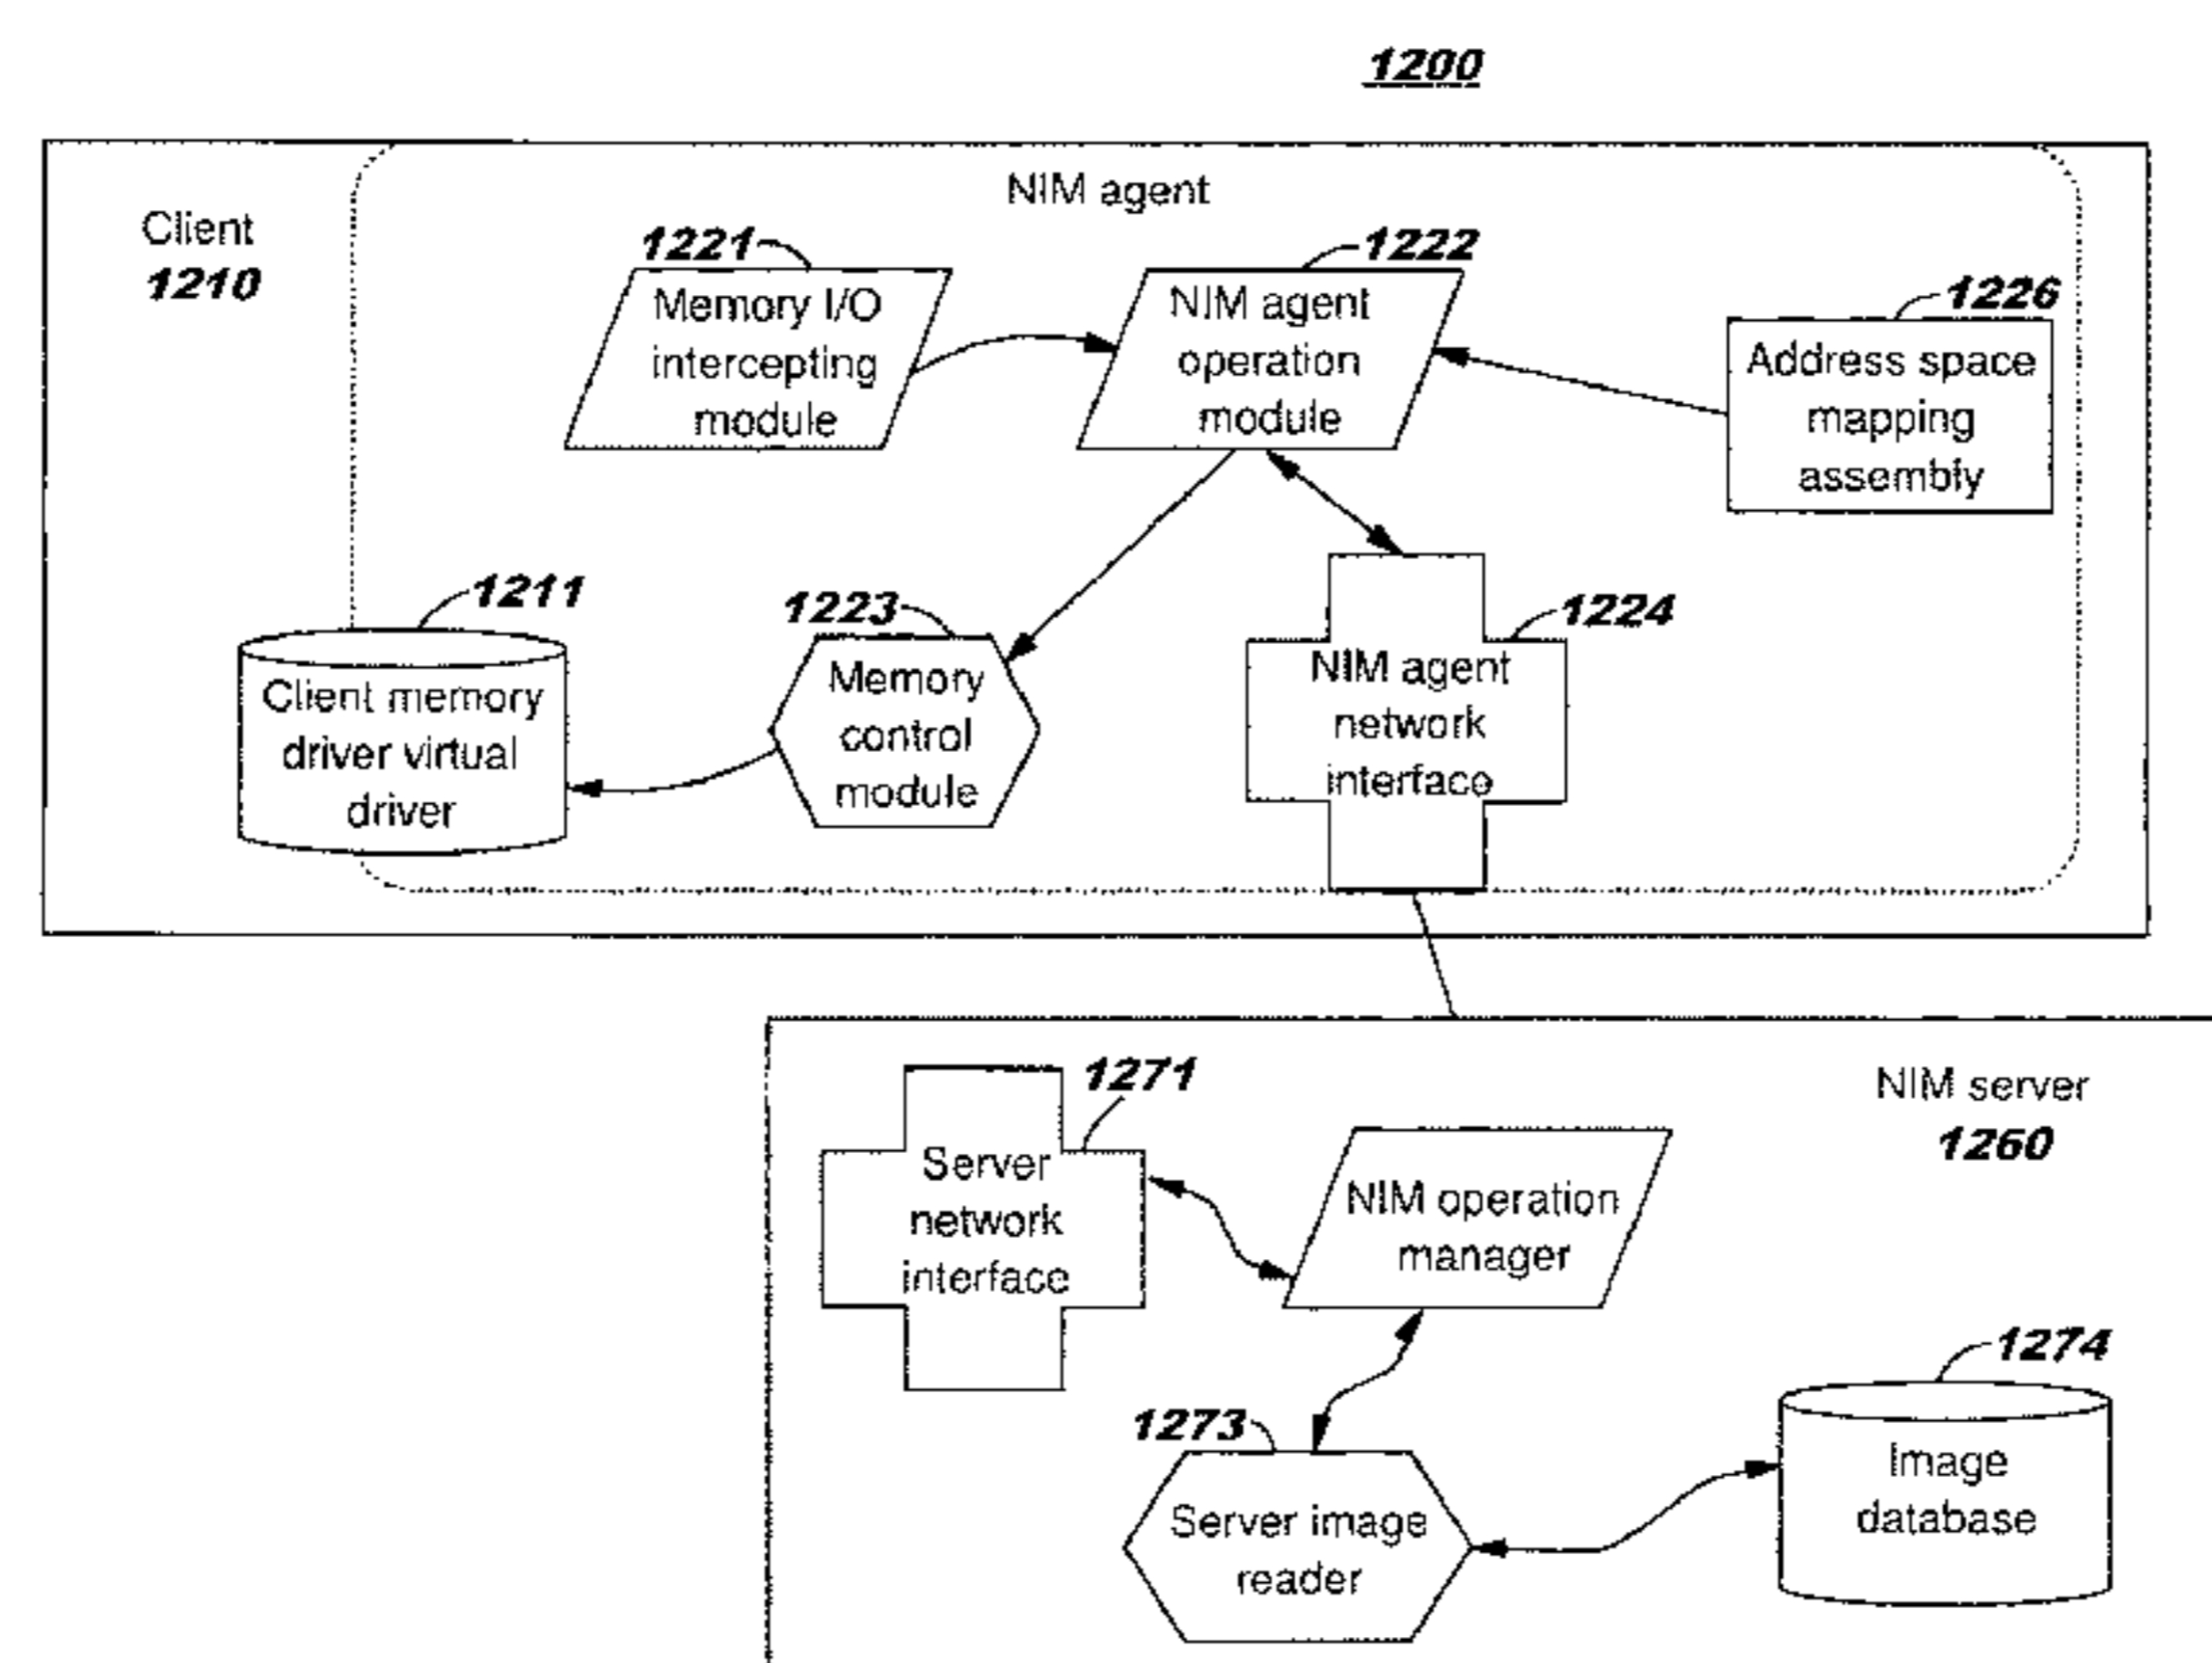 1200
Client
1210
NIM agent
1221
Memory I/O
intercepting
module
1222
NIM agent
operation
module
1226
Address space
mapping
assembly
1211
Client memory
driver virtual
driver
1223
Memory
control
module
1224
NIM agent
network
interface
NIM server
1260
1271
Server
network
interface
NIM operation
manager
1273
Server image
reader
1274
Image
database